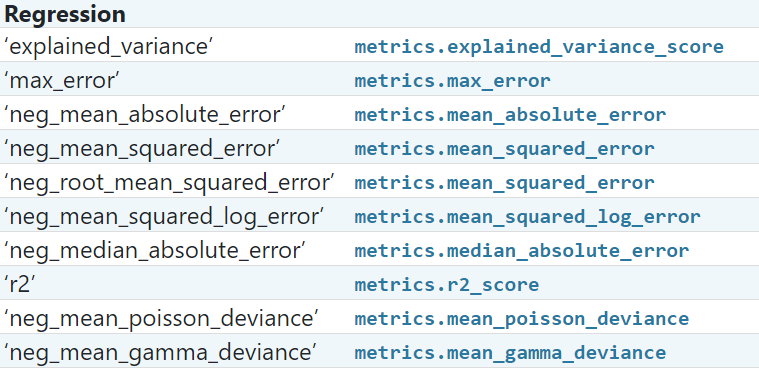 Regression
‘explained_variance’ metrics.explained_variance_score
‘max_error’ metrics.max_error
‘neg_mean_absolute_error’ metrics.mean_absolute_error
‘neg_mean_squared_error’ metrics.mean_squared_error
‘neg_root_mean_squared_error’ metrics.mean_squared_error
‘neg_mean_squared_log_error’ metrics.mean_squared_log_error
‘neg_median_absolute_error’ metrics.median_absolute_error
‘r2’ metrics.r2_score
‘neg_mean_poisson_deviance’ metrics.mean_poisson_deviance
‘neg_mean_gamma_deviance’ metrics.mean_gamma_deviance